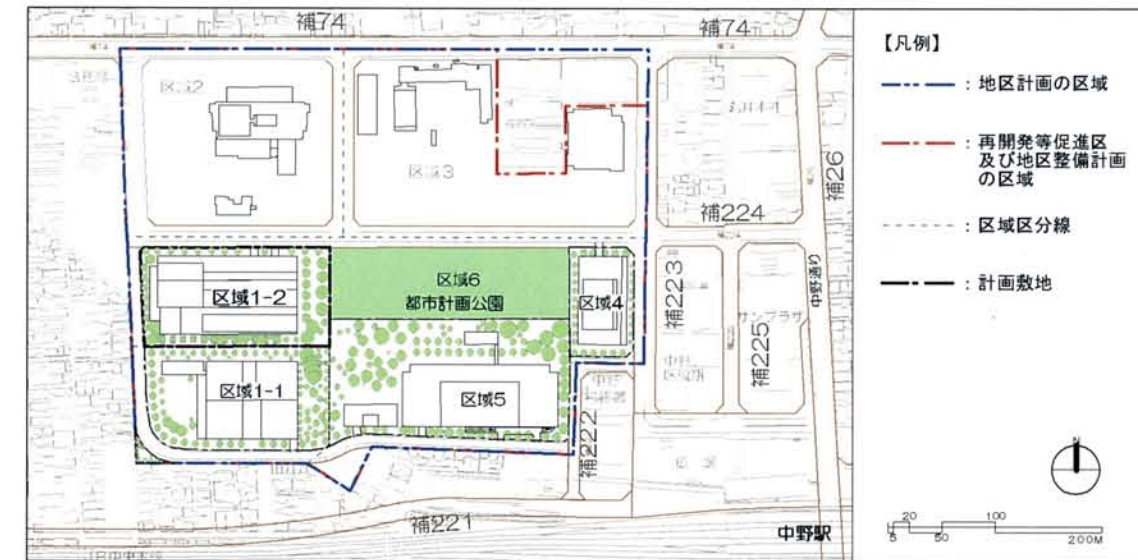 補74
補74
【凡例】
区域2
：地区計画の区域
区域3
補26
：再開発等促進区
及び地区整備計画
の区域
補224
：区域区分線
区域6
都市計画公園
区域1-2
区域4
補223
サンプラザ
中野通り
：計画敷地
補225
区域1-1
区域5
補222
N
補221
中野駅
20
100
5
50
200M